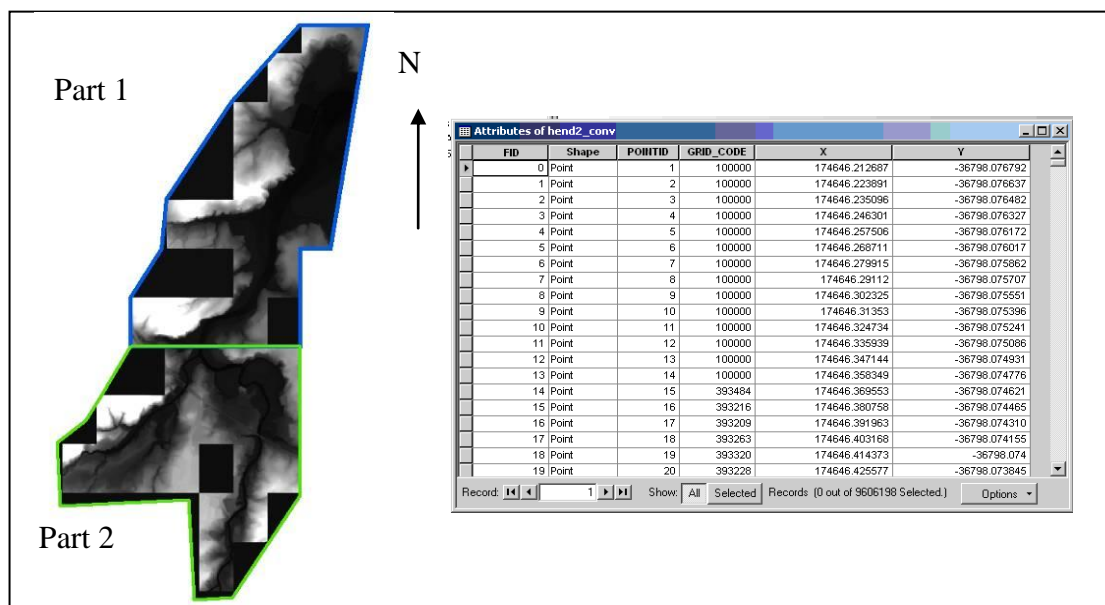 Part 1
N
Part 2
Attributes of hend2_conv
FID Shape POINTID GRID_CODE X Y
0 Point 1 100000 174646.212687 -36798.076792
1 Point 2 100000 174646.223891 -36798.076637
2 Point 3 100000 174646.235096 -36798.076482
3 Point 4 100000 174646.246301 -36798.076327
4 Point 5 100000 174646.257506 -36798.076172
5 Point 6 100000 174646.268711 -36798.076017
6 Point 7 100000 174646.279915 -36798.075862
7 Point 8 100000 174646.29112 -36798.075707
8 Point 9 100000 174646.302325 -36798.075551
9 Point 10 100000 174646.31353 -36798.075396
10 Point 11 100000 174646.324734 -36798.075241
11 Point 12 100000 174646.335939 -36798.075086
12 Point 13 100000 174646.347144 -36798.074931
13 Point 14 100000 174646.358349 -36798.074776
14 Point 15 393484 174646.369553 -36798.074621
15 Point 16 393216 174646.380758 -36798.074465
16 Point 17 393209 174646.391963 -36798.074310
17 Point 18 393263 174646.403168 -36798.074155
18 Point 19 393320 174646.414373 -36798.074
19 Point 20 393228 174646.425577 -36798.073845
Record: 1 Show: All Selected Records (0 out of 9606198 Selected.) Options